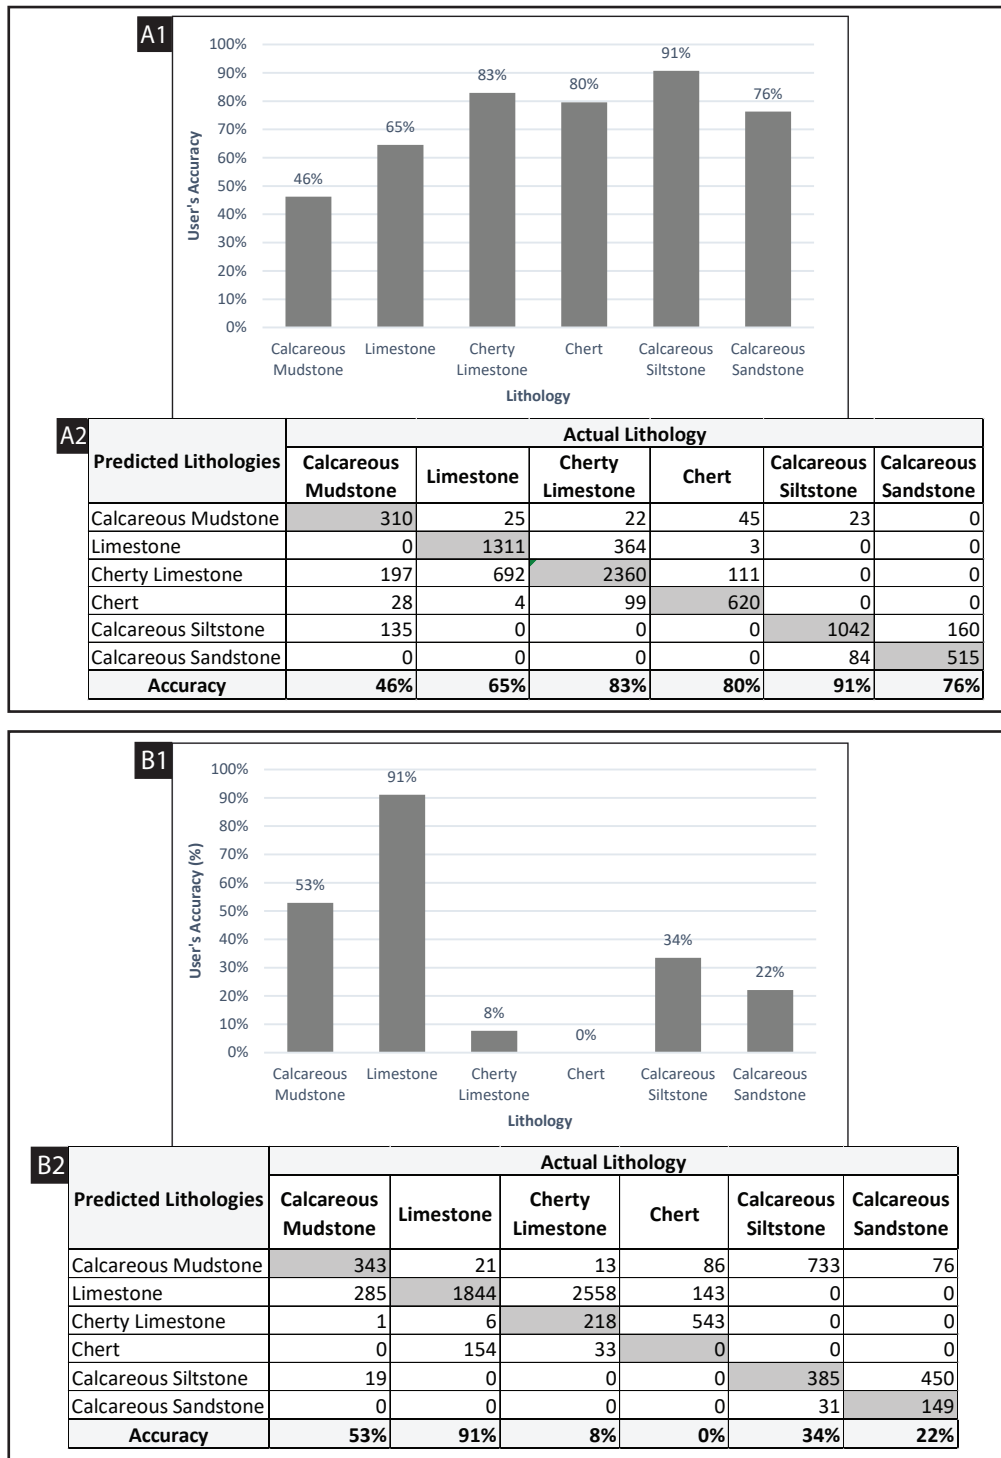 A1
100%
90%
80%
70%
60%
50%
40%
30%
20%
10%
0%
User's Accuracy
46%
65%
83%
80%
91%
76%
Calcareous Mudstone
Limestone
Cherty Limestone
Chert
Calcareous Siltstone
Calcareous Sandstone
Lithology
A2
Predicted Lithologies
Actual Lithology
Calcareous Mudstone Limestone Cherty Limestone Chert Calcareous Siltstone Calcareous Sandstone
Calcareous Mudstone 310 25 22 45 23 0
Limestone 0 1311 364 3 0 0
Cherty Limestone 197 692 2360 111 0 0
Chert 28 4 99 620 0 0
Calcareous Siltstone 135 0 0 0 1042 160
Calcareous Sandstone 0 0 0 0 84 515
Accuracy 46% 65% 83% 80% 91% 76%
B1
100%
90%
80%
70%
60%
50%
40%
30%
20%
10%
0%
User's Accuracy (%)
53%
91%
8%
0%
34%
22%
Calcareous Mudstone
Limestone
Cherty Limestone
Chert
Calcareous Siltstone
Calcareous Sandstone
Lithology
B2
Predicted Lithologies
Actual Lithology
Calcareous Mudstone Limestone Cherty Limestone Chert Calcareous Siltstone Calcareous Sandstone
Calcareous Mudstone 343 21 13 86 733 76
Limestone 285 1844 2558 143 0 0
Cherty Limestone 1 6 218 543 0 0
Chert 0 154 33 0 0 0
Calcareous Siltstone 19 0 0 0 385 450
Calcareous Sandstone 0 0 0 0 31 149
Accuracy 53% 91% 8% 0% 34% 22%